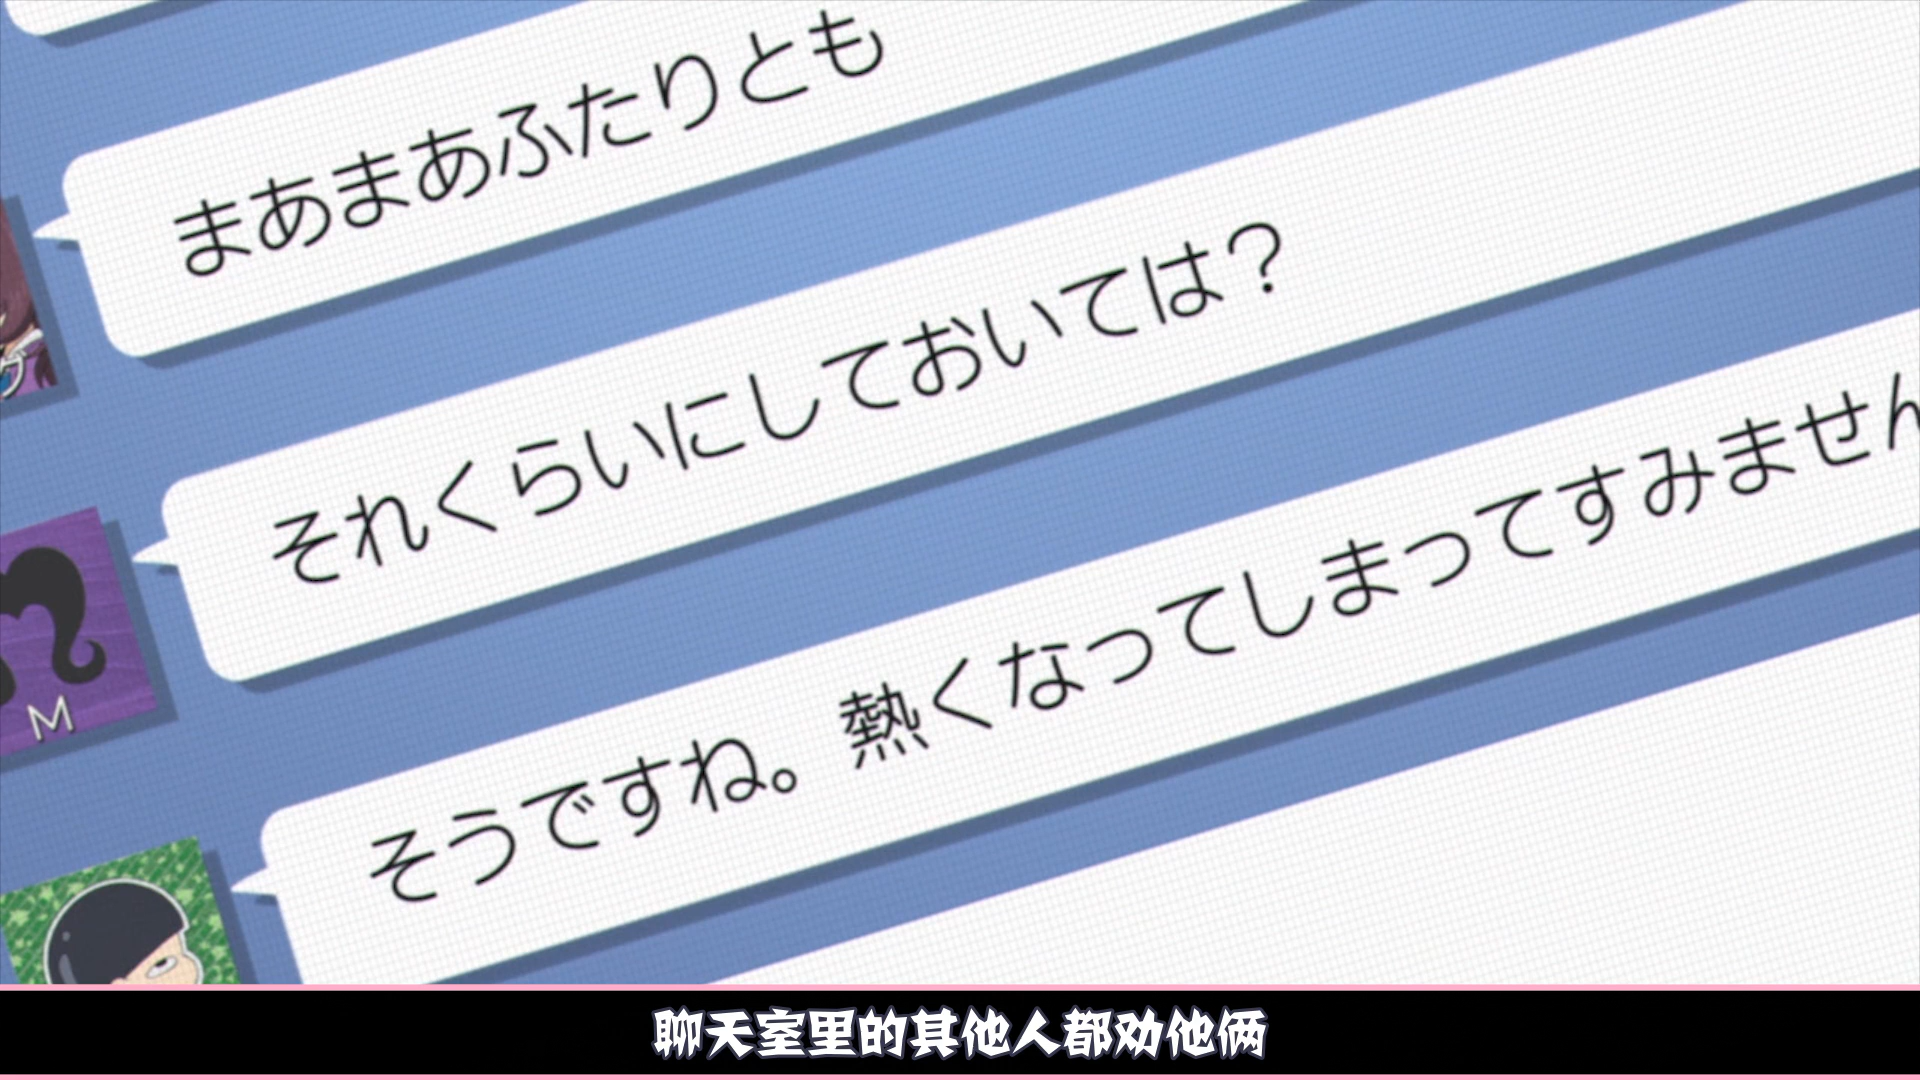 まあまあふたりとも
それくらいにしておいては？
M
そうですね。熱くなってしまってすみません
聊天室里的其他人都劝他俩